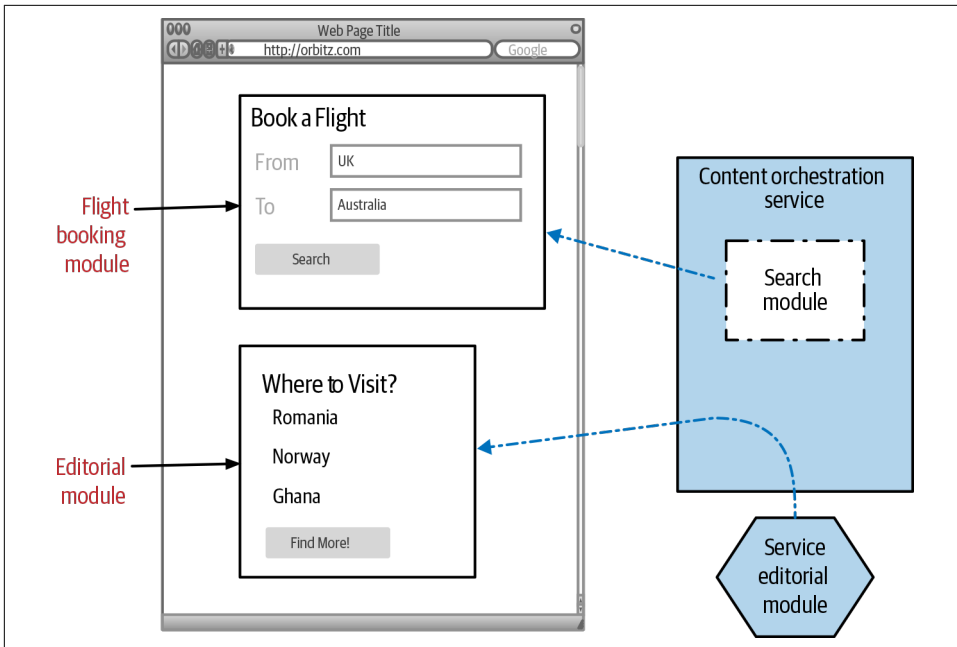 Web Page Title
http://orbitz.com
Google
Book a Flight
From
UK
To
Australia
Search
Flight
booking
module
Where to Visit?
Romania
Norway
Ghana
Find More!
Editorial
module
Content orchestration
service
Search
module
Service
editorial
module